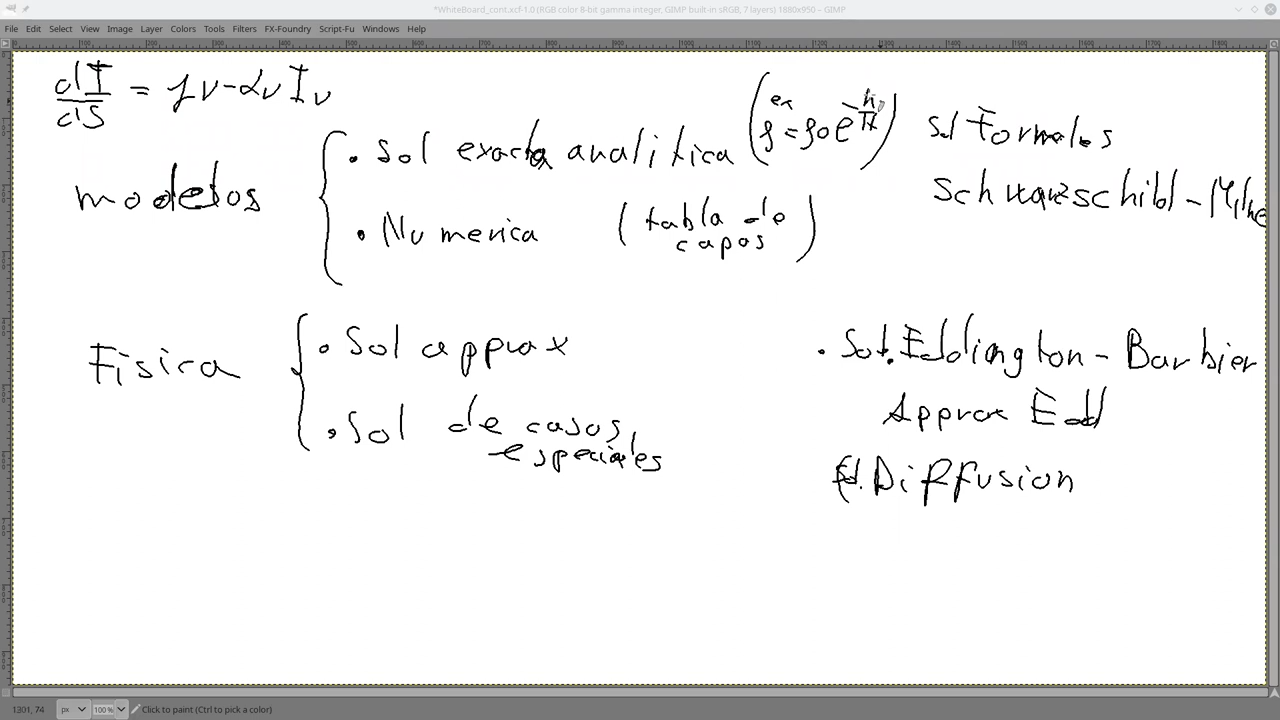 *WhiteBoard_cont.xcf-1.0 (RGB color 8-bit gamma integer, GIMP built-in sRGB, 7 layers) 1880x950 – GIMP
File Edit Select View Image Layer Colors Tools Filters FX-Foundry Script-Fu Windows Help
dI/dS = jν-αν Iν
modelos
• Sol exacta analitica (ex ρ=ρ0 e^-h/H)
Sol Formales
Schwarzschild-Milne
• Numerica (tabla de capas)
Fisica
• Sol approx
• Sol de casos especiales
• Sol. Eddington-Barbier
Approx Edd
Diffusion
1301, 74 px 100% Click to paint (Ctrl to pick a color)